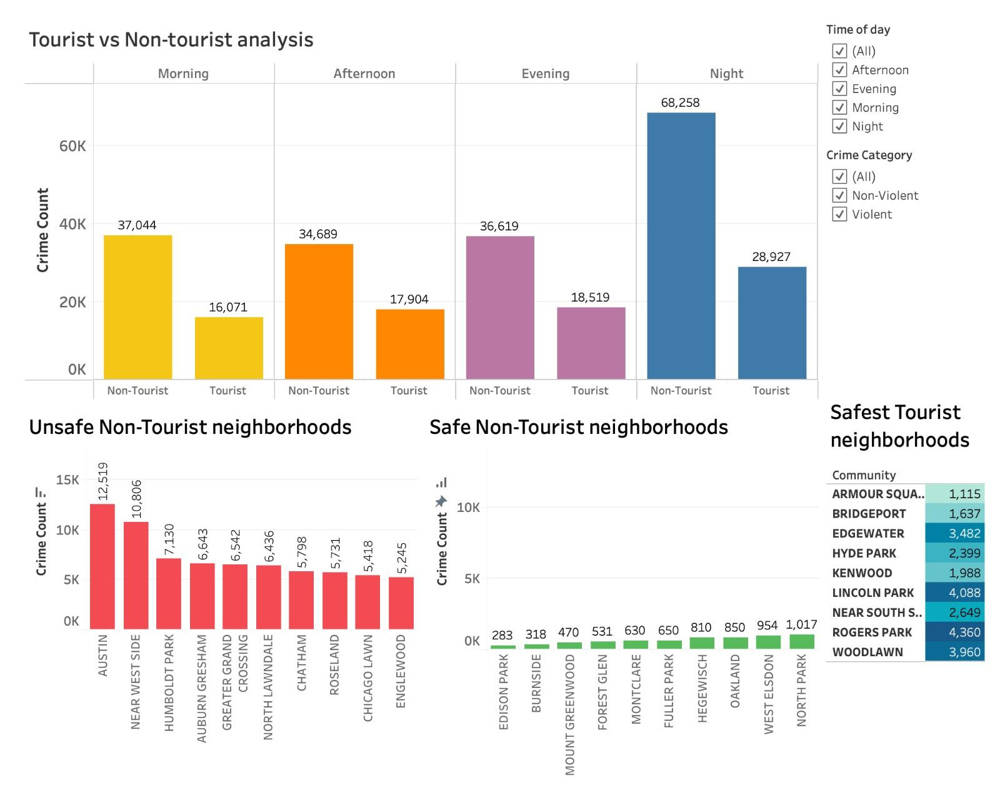 Tourist vs Non-tourist analysis
Time of day
(All)
Afternoon
Evening
Morning
Night
Crime Category
(All)
Non-Violent
Violent
Morning Afternoon Evening Night
Crime Count
60K
40K
20K
0K
37,044
16,071
34,689
17,904
36,619
18,519
68,258
28,927
Non-Tourist Tourist Non-Tourist Tourist Non-Tourist Tourist Non-Tourist Tourist
Unsafe Non-Tourist neighborhoods
Crime Count
15K
10K
5K
0K
12,519
10,806
7,130
6,643
6,542
6,436
5,798
5,731
5,418
5,245
AUSTIN
NEAR WEST SIDE
HUMBOLDT PARK
AUBURN GRESHAM
GREATER GRAND
CROSSING
NORTH LAWNDALE
CHATHAM
ROSELAND
CHICAGO LAWN
ENGLEWOOD
Safe Non-Tourist neighborhoods
Crime Count
10K
5K
0K
283
318
470
531
630
650
810
850
954
1,017
EDISON PARK
BURNSIDE
MOUNT GREENWOOD
FOREST GLEN
MONTCLARE
FULLER PARK
HEGEWISCH
OAKLAND
WEST ELSDON
NORTH PARK
Safest Tourist
neighborhoods
Community
ARMOUR SQUA.. 1,115
BRIDGEPORT 1,637
EDGEWATER 3,482
HYDE PARK 2,399
KENWOOD 1,988
LINCOLN PARK 4,088
NEAR SOUTH S.. 2,649
ROGERS PARK 4,360
WOODLAWN 3,960